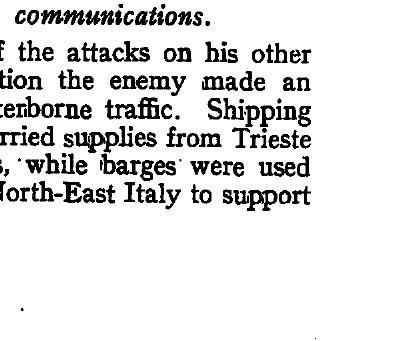 communications.
f the attacks on his other
tion the enemy made an
terborne traffic. Shipping
rried supplies from Trieste
s, while barges were used
North-East Italy to support